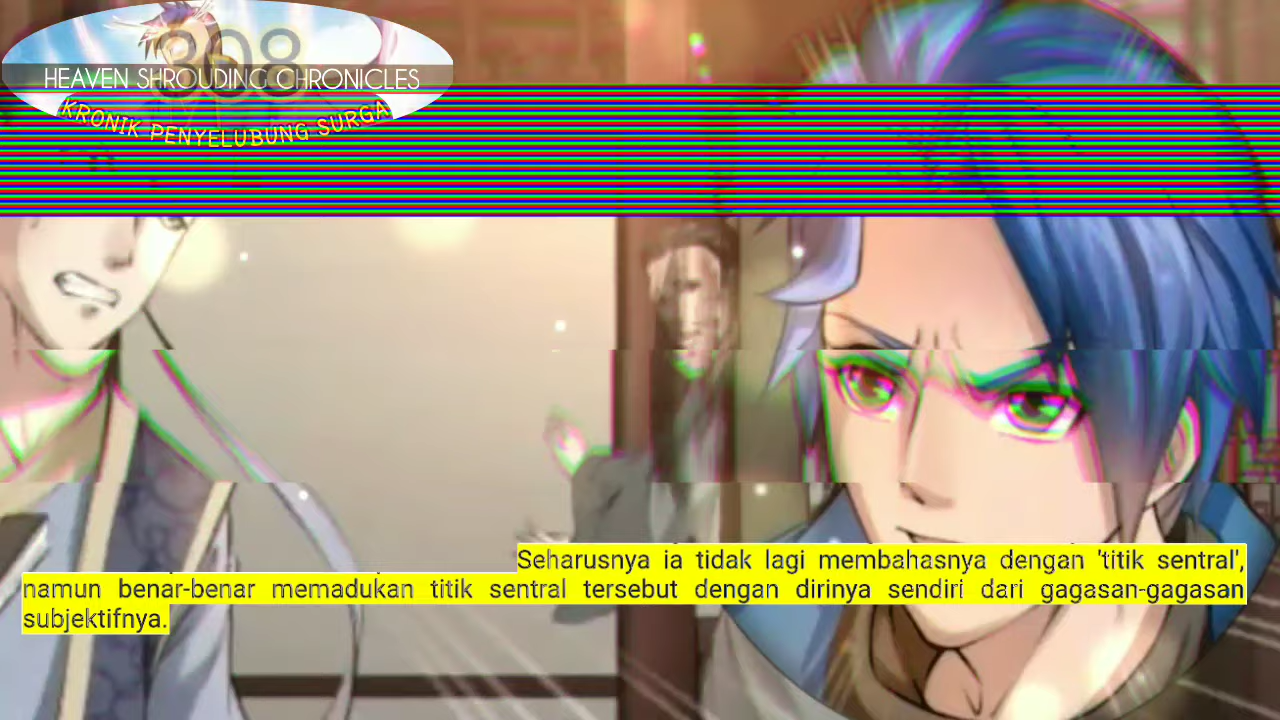 308
HEAVEN SHROUDING CHRONICLES
KRONIK PENYELUBUNG SURGA
Seharusnya ia tidak lagi membahasnya dengan 'titik sentral',
namun benar-benar memadukan titik sentral tersebut dengan dirinya sendiri dari gagasan-gagasan
subjektifnya.